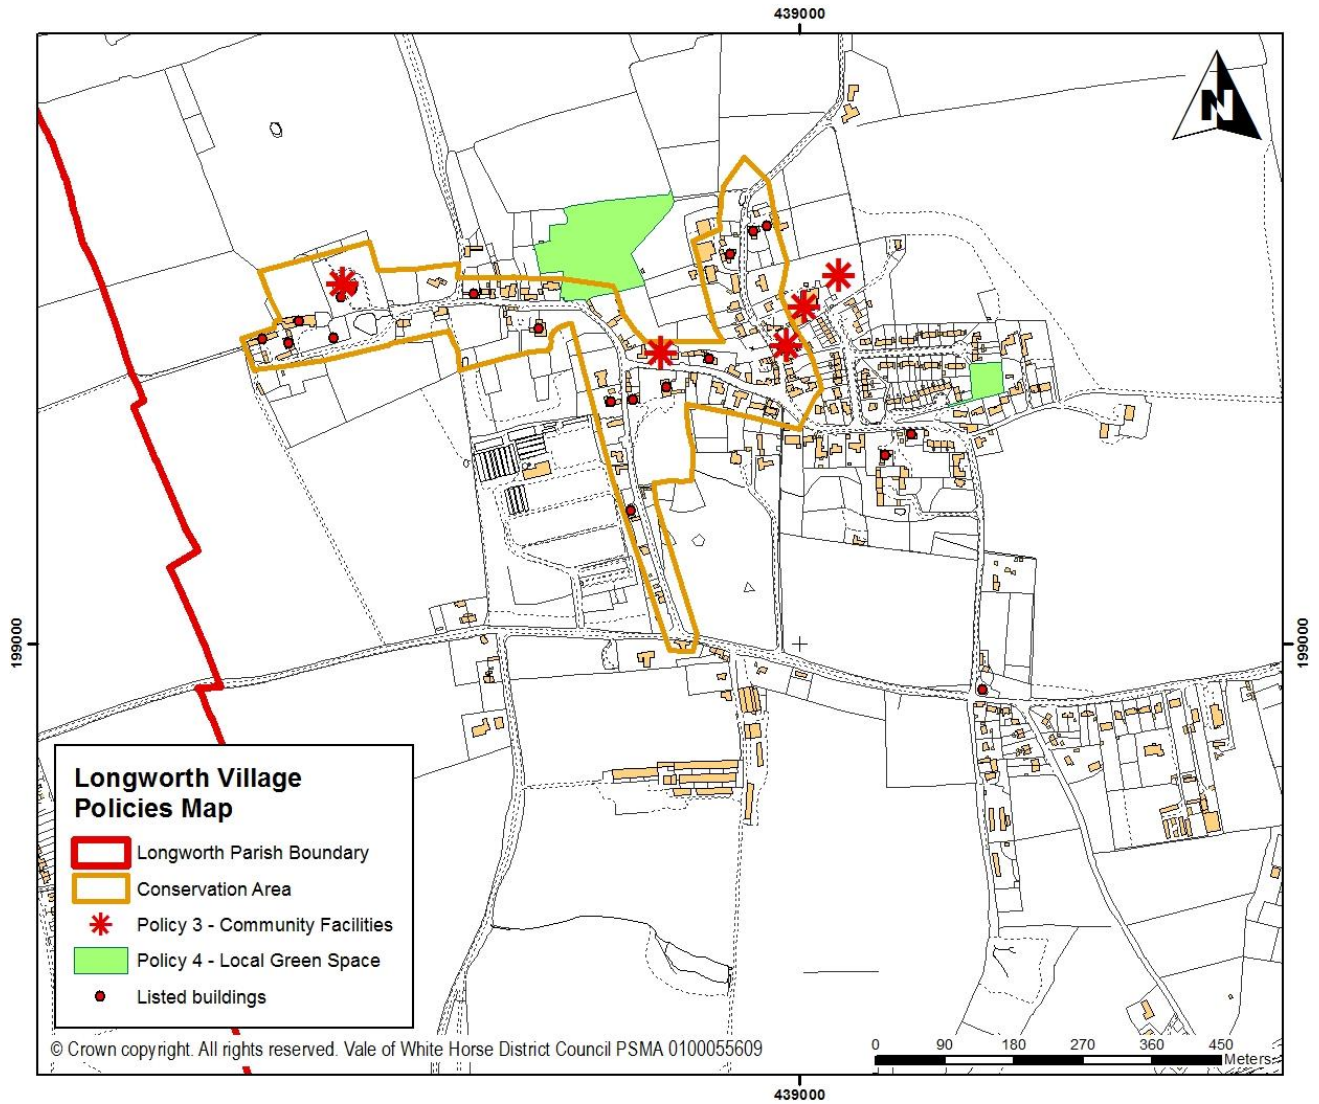 439000
N
199000
199000
Longworth Village
Policies Map
Longworth Parish Boundary
Conservation Area
Policy 3 - Community Facilities
Policy 4 - Local Green Space
Listed buildings
© Crown copyright. All rights reserved. Vale of White Horse District Council PSMA 0100055609
0 90 180 270 360 450
Meters
439000